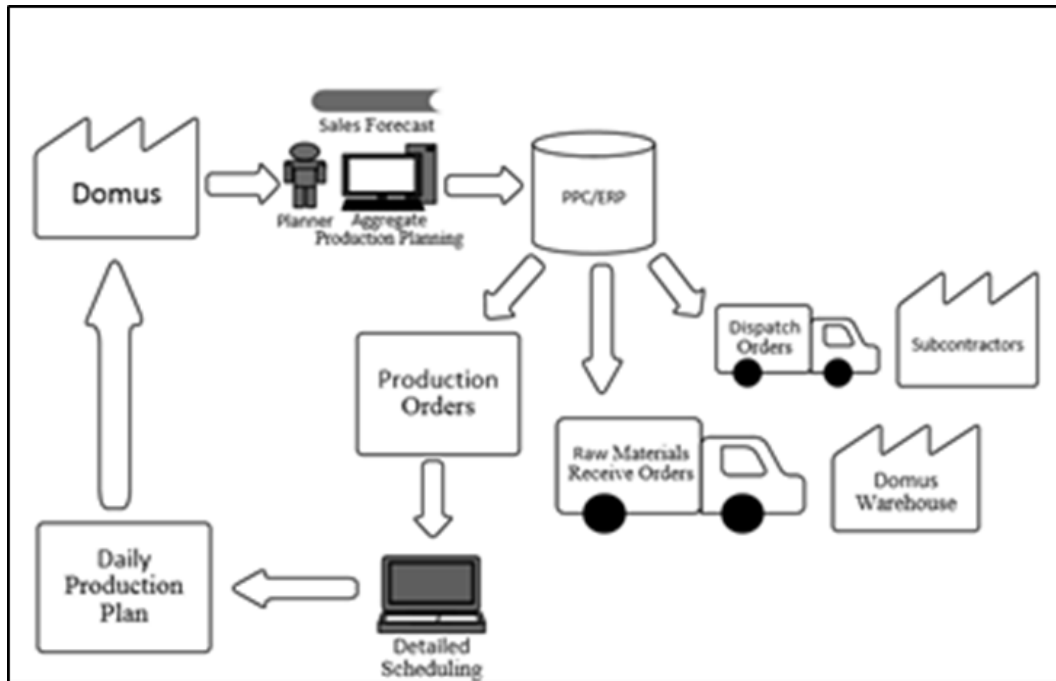 Sales Forecast
Domus
Planner
Aggregate
Production Planning
PPC/ERP
Dispatch
Orders
Subcontractors
Production
Orders
Raw Materials
Receive Orders
Domus
Warehouse
Daily
Production
Plan
Detailed
Scheduling